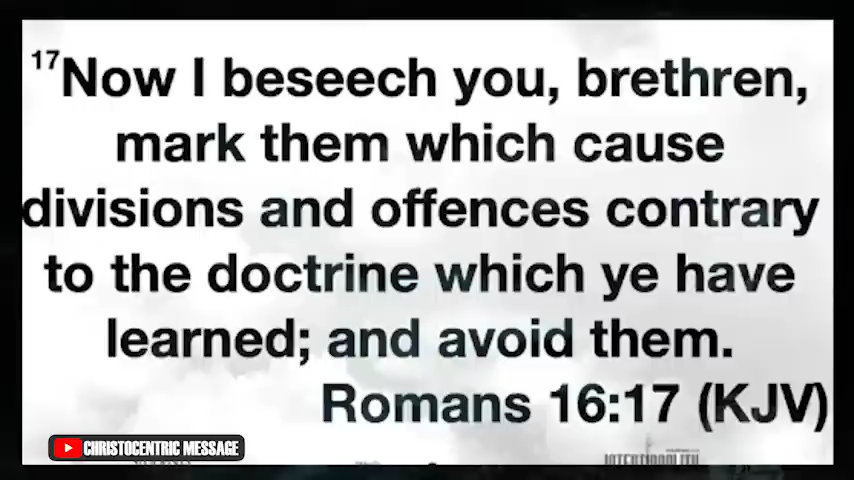 17Now I beseech you, brethren,
mark them which cause
divisions and offences contrary
to the doctrine which ye have
learned; and avoid them.
Romans 16:17 (KJV)
CHRISTOCENTRIC MESSAGE
INTENTIONALITY